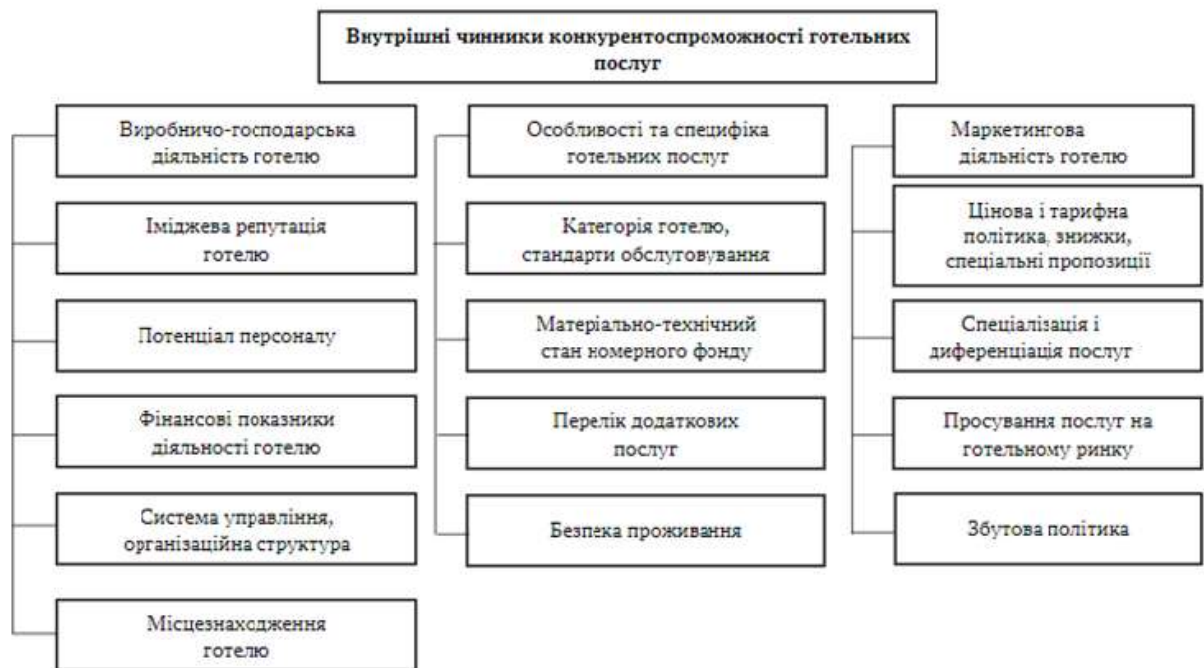 Внутрішні чинники конкурентоспроможності готельних
послуг
Виробничо-господарська
діяльність готелю
Іміджева репутація
готелю
Потенціал персоналу
Фінансові показники
діяльності готелю
Система управління,
організаційна структура
Місцезнаходження
готелю
Особливості та специфіка
готельних послуг
Категорія готелю,
стандарти обслуговування
Матеріально-технічний
стан номерного фонду
Перелік додаткових
послуг
Безпека проживання
Маркетингова
діяльність готелю
Цінова і тарифна
політика, знижки,
спеціальні пропозиції
Спеціалізація і
диференціація послуг
Просування послуг на
готельному ринку
Збутова політика